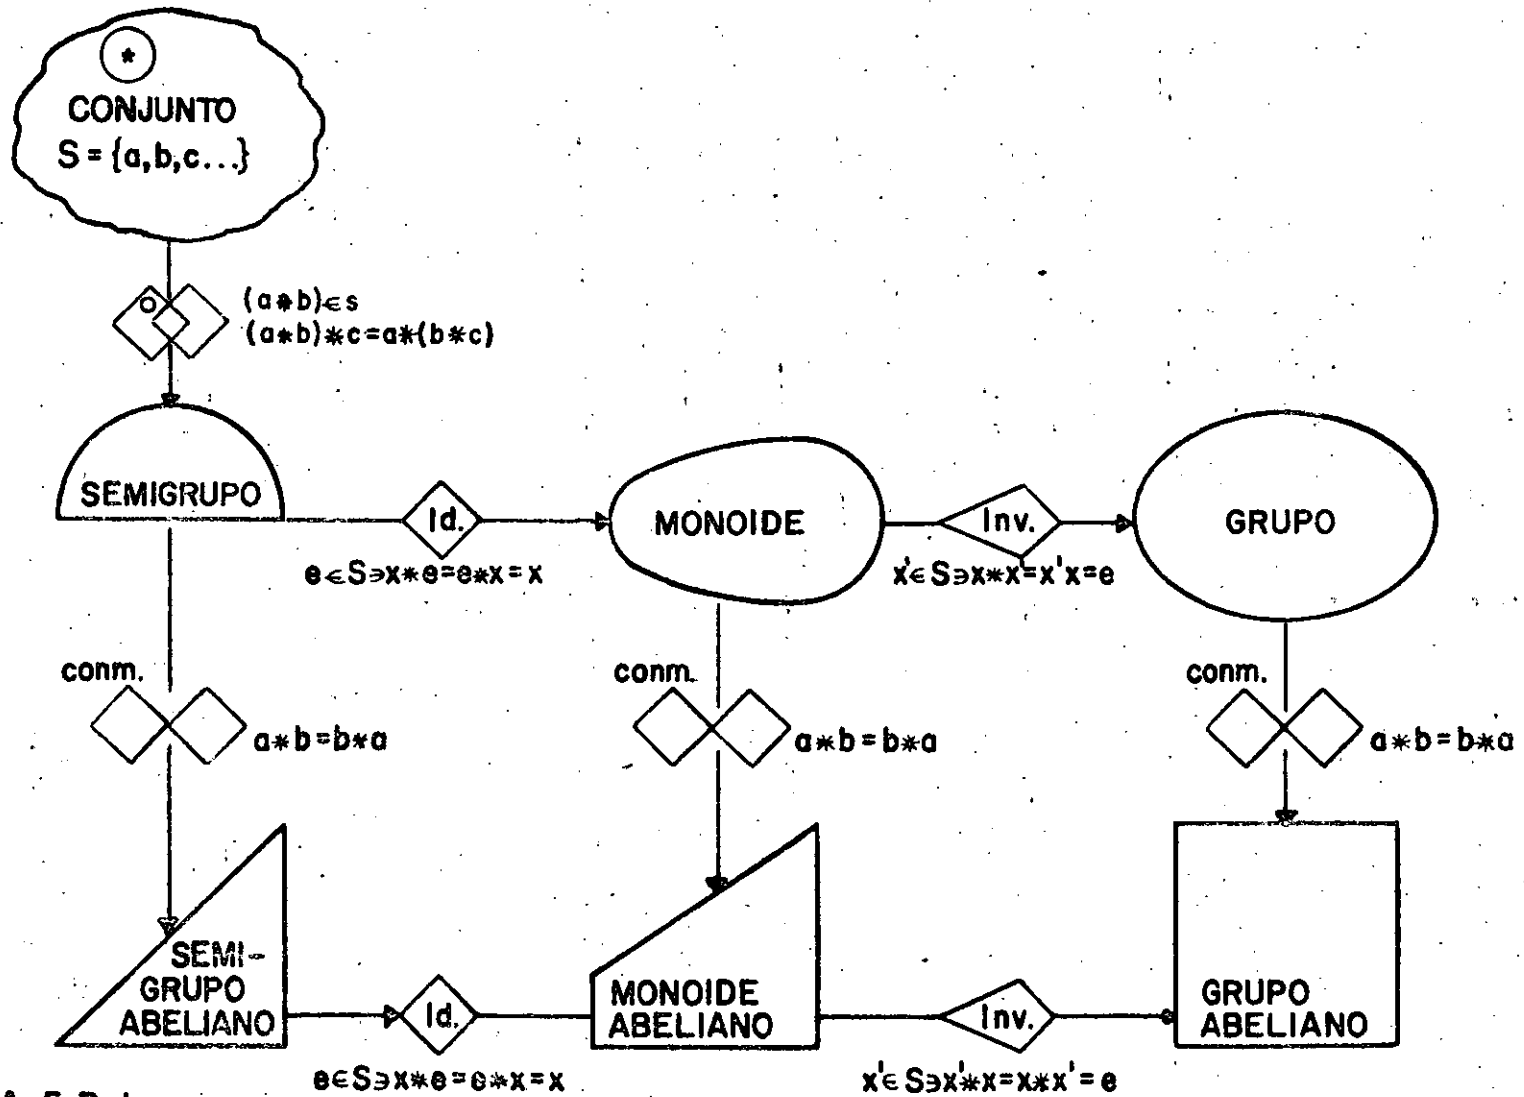 *
CONJUNTO
S = {a,b,c...}
(a*b)∈s
(a*b)*c=a*(b*c)
SEMIGRUPO
Id.
MONOIDE
Inv.
GRUPO
e∈S∋x*e=e*x=x
x'∈S∋x*x'=x'x=e
conm.
conm.
conm.
a*b=b*a
a*b=b*a
a*b=b*a
SEMI-
GRUPO
ABELIANO
Id.
MONOIDE
ABELIANO
Inv.
GRUPO
ABELIANO
e∈S∋x*e=e*x=x
x'∈S∋x'*x=x*x'=e